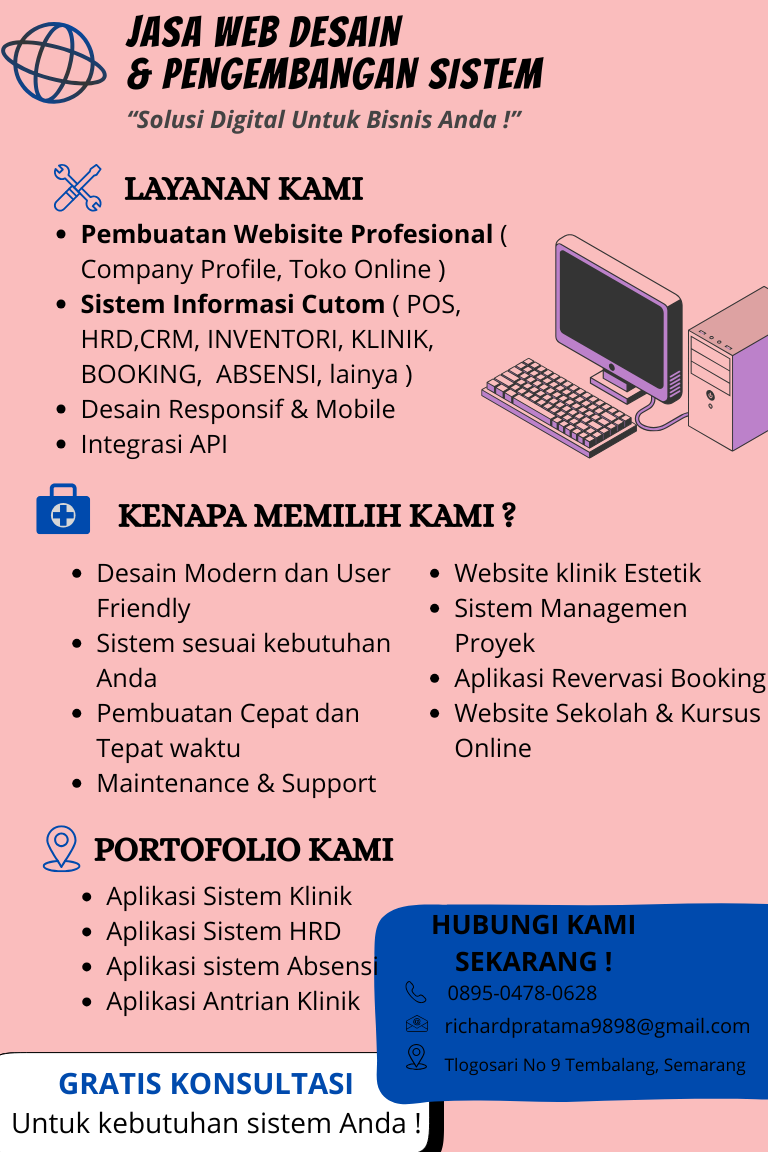 JASA WEB DESAIN
& PENGEMBANGAN SISTEM
“Solusi Digital Untuk Bisnis Anda !”
LAYANAN KAMI
• Pembuatan Webisite Profesional (
Company Profile, Toko Online )
• Sistem Informasi Cutom ( POS,
HRD,CRM, INVENTORI, KLINIK,
BOOKING, ABSENSI, lainya )
• Desain Responsif & Mobile
• Integrasi API
KENAPA MEMILIH KAMI ?
• Desain Modern dan User
Friendly
• Sistem sesuai kebutuhan
Anda
• Pembuatan Cepat dan
Tepat waktu
• Maintenance & Support
• Website klinik Estetik
• Sistem Managemen
Proyek
• Aplikasi Revervasi Booking
• Website Sekolah & Kursus
Online
PORTOFOLIO KAMI
• Aplikasi Sistem Klinik
• Aplikasi Sistem HRD
• Aplikasi sistem Absensi
• Aplikasi Antrian Klinik
HUBUNGI KAMI
SEKARANG !
0895-0478-0628
richardpratama9898@gmail.com
Tlogosari No 9 Tembalang, Semarang
GRATIS KONSULTASI
Untuk kebutuhan sistem Anda !